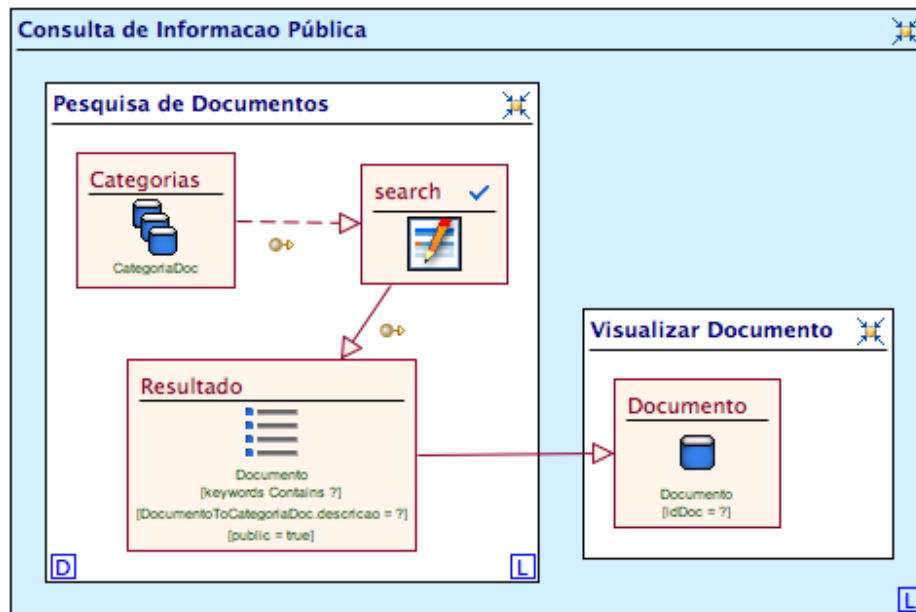 Consulta de Informacao Pública
Pesquisa de Documentos
Categorias
CategoriaDoc
search
Resultado
Documento
[keywords Contains ?]
[DocumentoToCategoriaDoc.descricao = ?]
[public = true]
D
L
Visualizar Documento
Documento
Documento
[idDoc = ?]
L